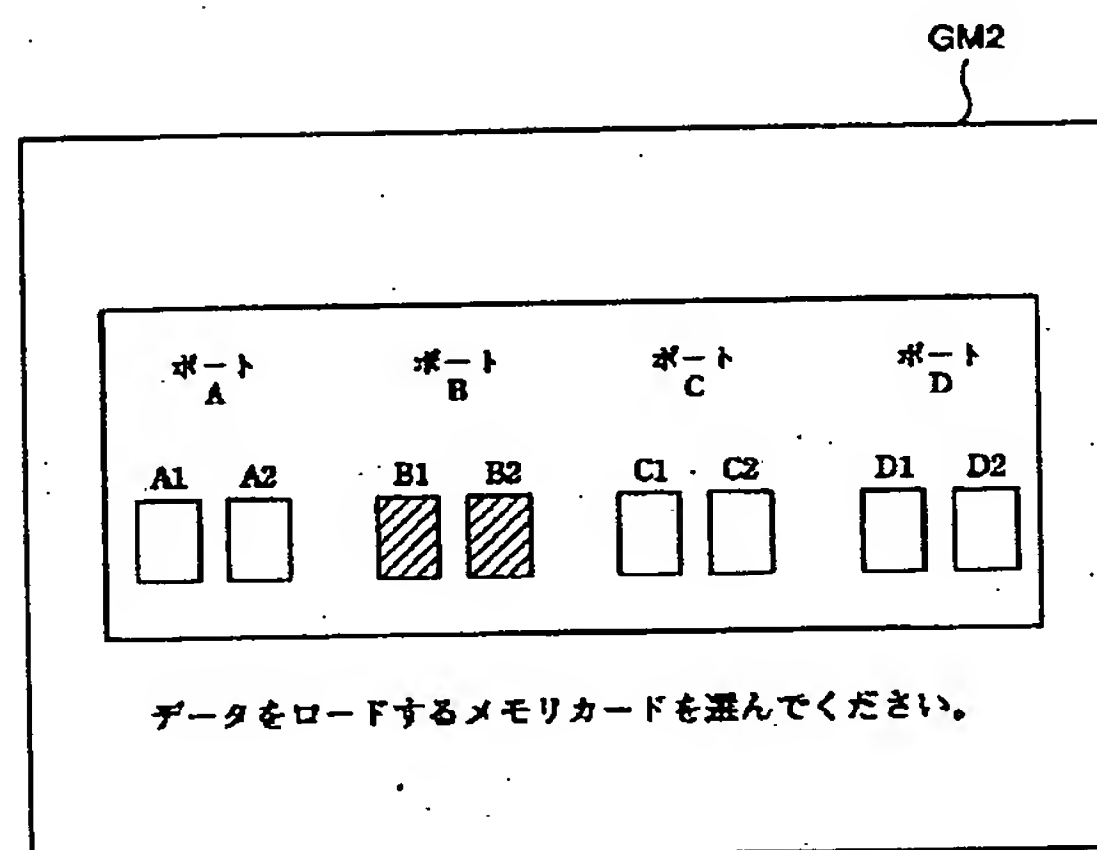 GM2
ポート ポート ポート ポート
A B C D
A1 A2 B1 B2 C1 C2 D1 D2
データをロードするメモリカードを選んでください。